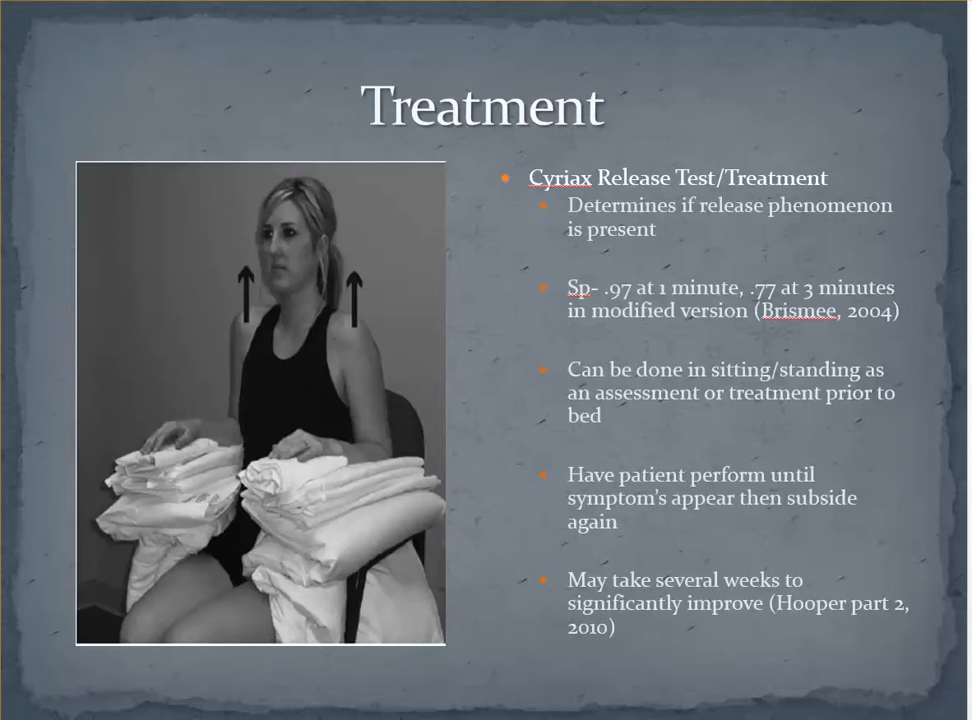 Treatment
Cyriax Release Test/Treatment
Determines if release phenomenon
is present
Sp- .97 at 1 minute, .77 at 3 minutes
in modified version (Brismee, 2004)
Can be done in sitting/standing as
an assessment or treatment prior to
bed
Have patient perform until
symptom's appear then subside
again
May take several weeks to
significantly improve (Hooper part 2,
2010)